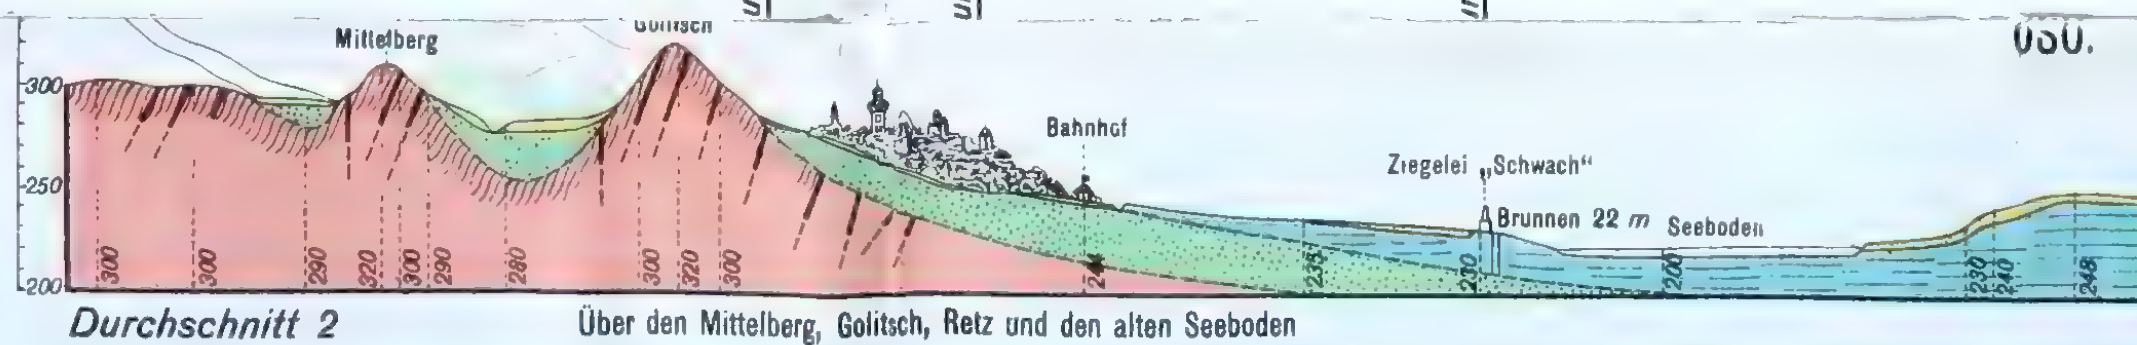 Mittelberg
Golitsch
Bahnhof
Ziegelei „Schwach“
Brunnen 22 m
Seeboden
300
250
200
300
300
290
320
300
290
280
300
320
300
235
230
200
230
240
248
Durchschnitt 2
Über den Mittelberg, Golitsch, Retz und den alten Seeboden